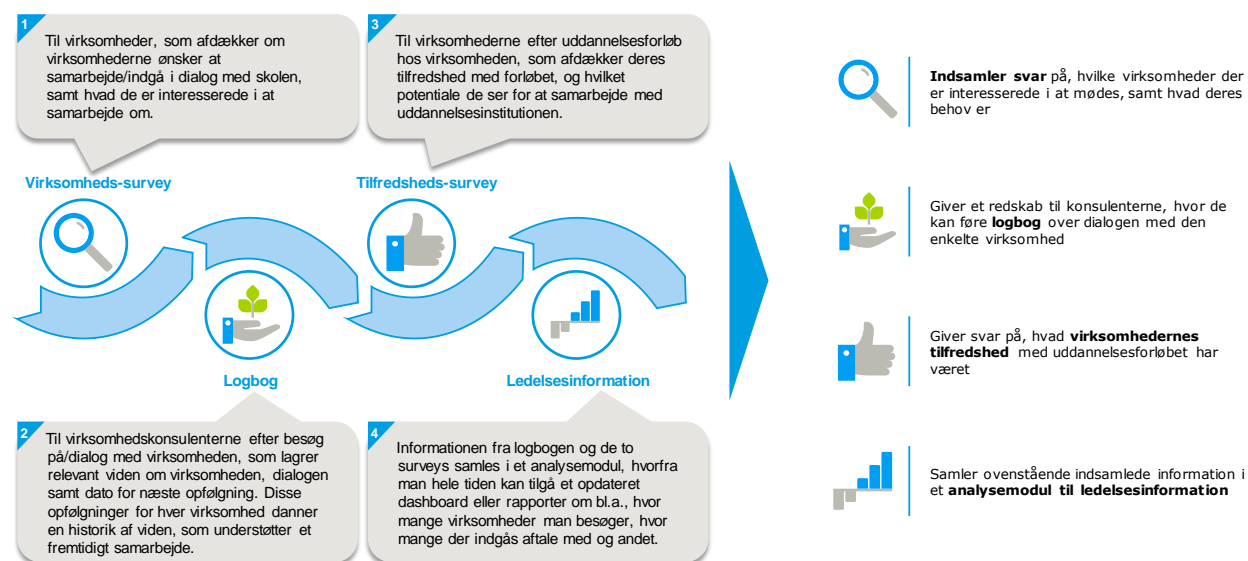 1
Til virksomheder, som afdækker om
virksomhederne ønsker at
samarbejde/indgå i dialog med skolen,
samt hvad de er interesserede i at
samarbejde om.
3
Til virksomhederne efter uddannelsesforløb
hos virksomheden, som afdækker deres
tilfredshed med forløbet, og hvilket
potentiale de ser for at samarbejde med
uddannelsesinstitutionen.
Virksomheds-survey
Tilfredsheds-survey
Logbog
Ledelsesinformation
2
Til virksomhedskonsulenterne efter besøg
på/dialog med virksomheden, som lagrer
relevant viden om virksomheden, dialogen
samt dato for næste opfølgning. Disse
opfølgninger for hver virksomhed danner
en historik af viden, som understøtter et
fremtidigt samarbejde.
4
Informationen fra logbogen og de to
surveys samles i et analysemodul, hvorfra
man hele tiden kan tilgå et opdateret
dashboard eller rapporter om bl.a., hvor
mange virksomheder man besøger, hvor
mange der indgås aftale med og andet.
Indsamler svar på, hvilke virksomheder der
er interesserede i at mødes, samt hvad deres
behov er
Giver et redskab til konsulenterne, hvor de
kan føre logbog over dialogen med den
enkelte virksomhed
Giver svar på, hvad virksomhedernes
tilfredshed med uddannelsesforløbet har
været
Samler ovenstående indsamlede information i
et analysemodul til ledelsesinformation